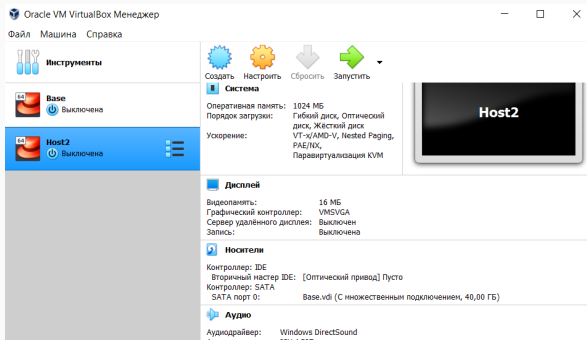 Oracle VM VirtualBox Менеджер
Файл Машина Справка
Инструменты
Создать Настроить Сбросить Запустить
64
Base
Выключена
64
Host2
Выключена
Система
Оперативная память: 1024 МБ
Порядок загрузки: Гибкий диск, Оптический
диск, Жёсткий диск
Ускорение: VT-x/AMD-V, Nested Paging,
PAE/NX,
Паравиртуализация KVM
Host2
Дисплей
Видеопамять: 16 МБ
Графический контроллер: VMSVGA
Сервер удалённого дисплея: Выключен
Запись: Выключена
Носители
Контроллер: IDE
Вторичный мастер IDE: [Оптический привод] Пусто
Контроллер: SATA
SATA порт 0: Base.vdi (С множественным подключением, 40,00 ГБ)
Аудио
Аудиодрайвер: Windows DirectSound